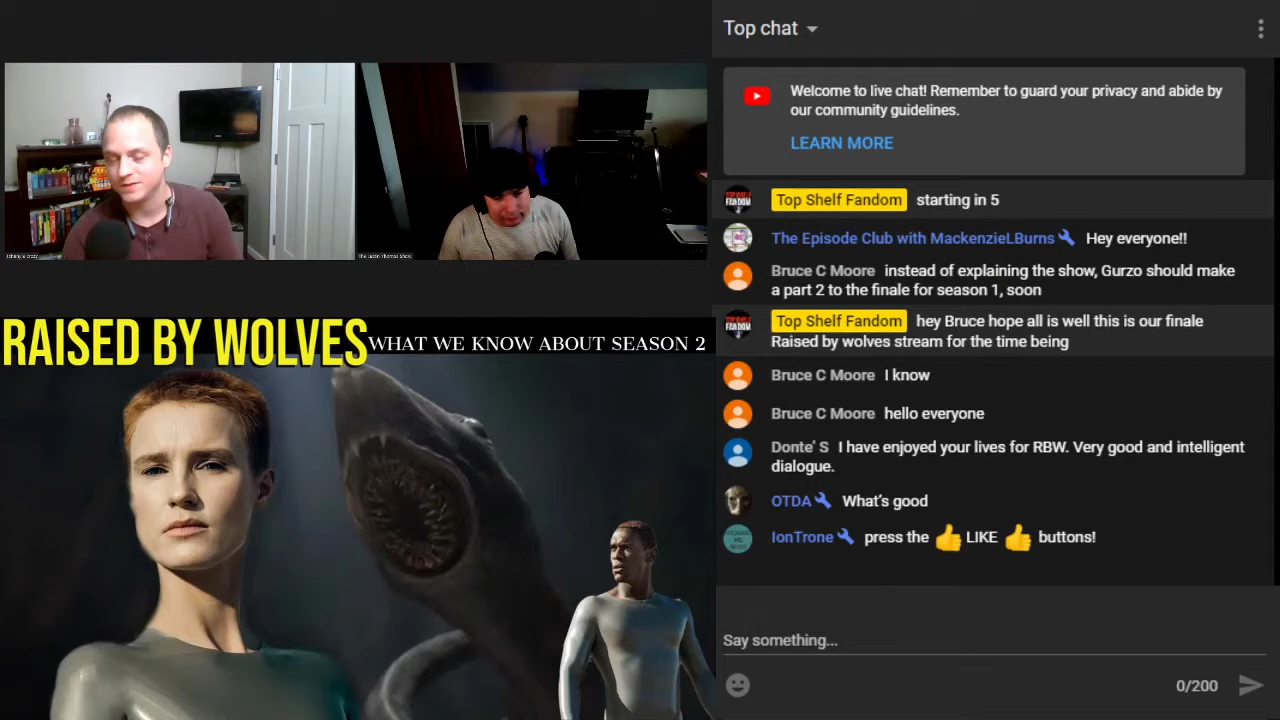 Top chat
Welcome to live chat! Remember to guard your privacy and abide by
our community guidelines.
LEARN MORE
Top Shelf Fandom starting in 5
The Episode Club with MackenzieLBurns Hey everyone!!
Bruce C Moore instead of explaining the show, Gurzo should make
a part 2 to the finale for season 1, soon
Top Shelf Fandom hey Bruce hope all is well this is our finale
Raised by wolves stream for the time being
Bruce C Moore I know
Bruce C Moore hello everyone
Donte' S I have enjoyed your lives for RBW. Very good and intelligent
dialogue.
OTDA What's good
IonTrone press the 👍 LIKE 👍 buttons!
Say something...
0/200
The Justin Thomas Show
RAISED BY WOLVES
WHAT WE KNOW ABOUT SEASON 2